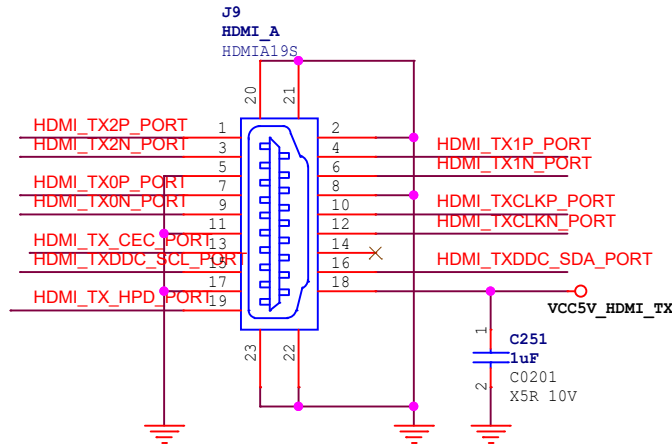 J9
HDMI_A
HDMIA19S
20
21
HDMI_TX2P_PORT
1
2
HDMI_TX2N_PORT
3
4
HDMI_TX1P_PORT
5
6
HDMI_TX1N_PORT
HDMI_TX0P_PORT
7
8
HDMI_TX0N_PORT
9
10
HDMI_TXCLKP_PORT
11
12
HDMI_TXCLKN_PORT
HDMI_TX_CEC_PORT
13
14
HDMI_TXDDC_SCL_PORT
15
16
HDMI_TXDDC_SDA_PORT
17
18
HDMI_TX_HPD_PORT
19
VCC5V_HDMI_TX
23
22
1
C251
1uF
2
C0201
X5R 10V